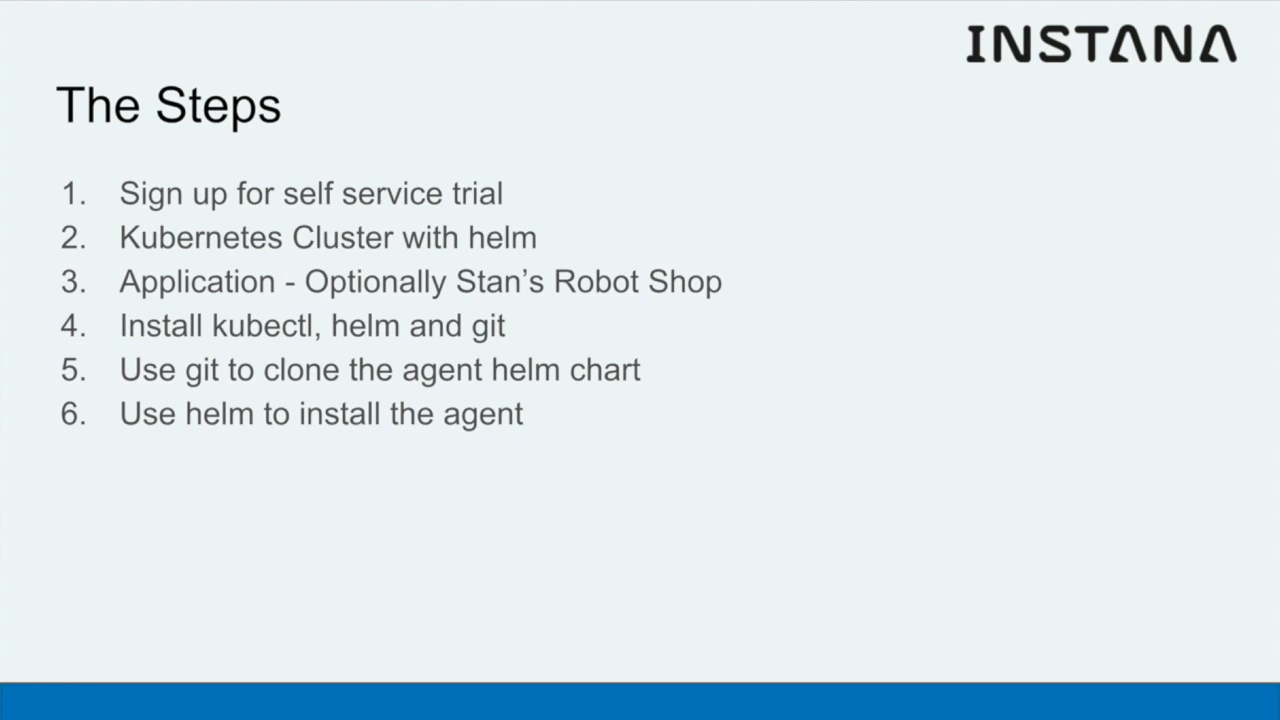 INSTANA
The Steps
1. Sign up for self service trial
2. Kubernetes Cluster with helm
3. Application - Optionally Stan’s Robot Shop
4. Install kubectl, helm and git
5. Use git to clone the agent helm chart
6. Use helm to install the agent